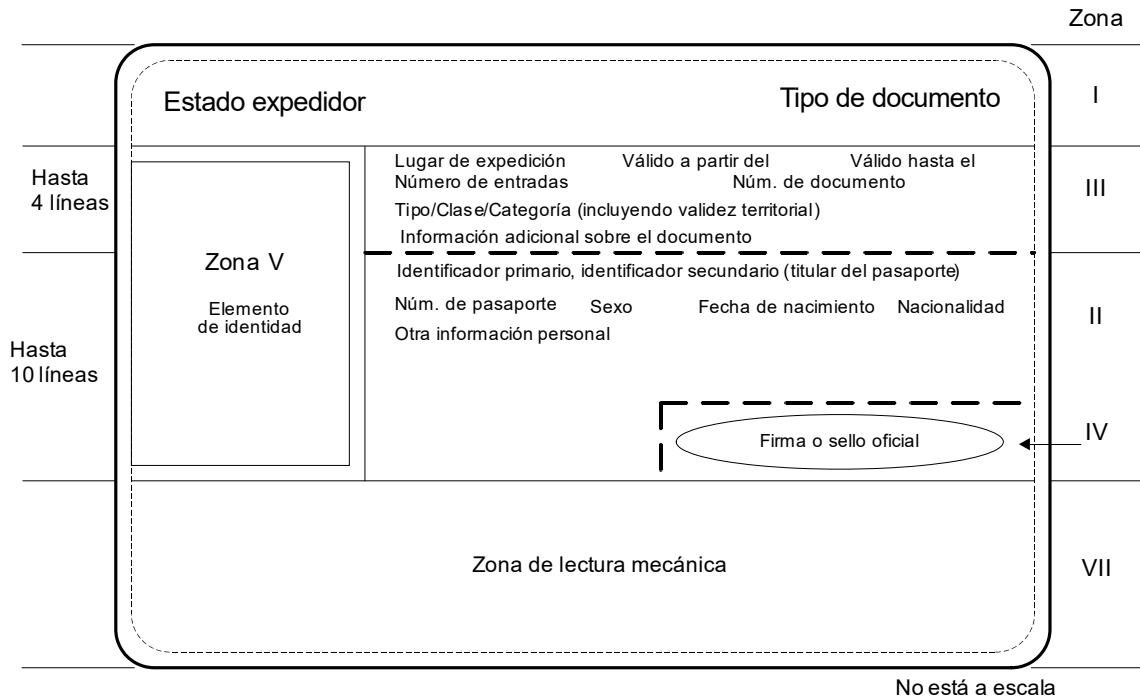 Zona
Estado expedidor Tipo de documento I
Hasta
4 líneas
Lugar de expedición Válido a partir del Válido hasta el
Número de entradas Núm. de documento
III
Tipo/Clase/Categoría (incluyendo validez territorial)
Información adicional sobre el documento
Zona V
Elemento
de identidad
Identificador primario, identificador secundario (titular del pasaporte)
Núm. de pasaporte Sexo Fecha de nacimiento Nacionalidad
II
Otra información personal
Hasta
10 líneas
Firma o sello oficial
IV
Zona de lectura mecánica
VII
No está a escala